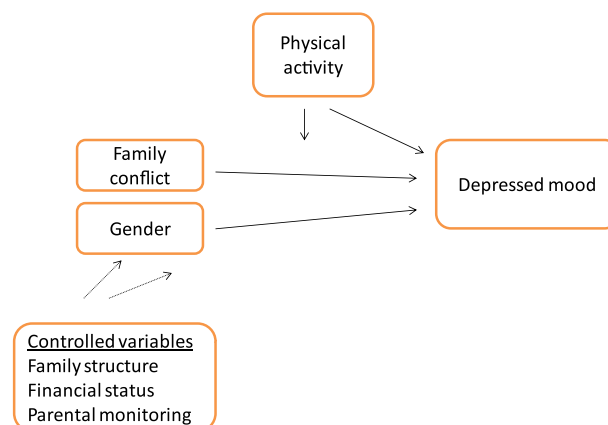 Physical
activity
Family
conflict
Depressed mood
Gender
Controlled variables
Family structure
Financial status
Parental monitoring